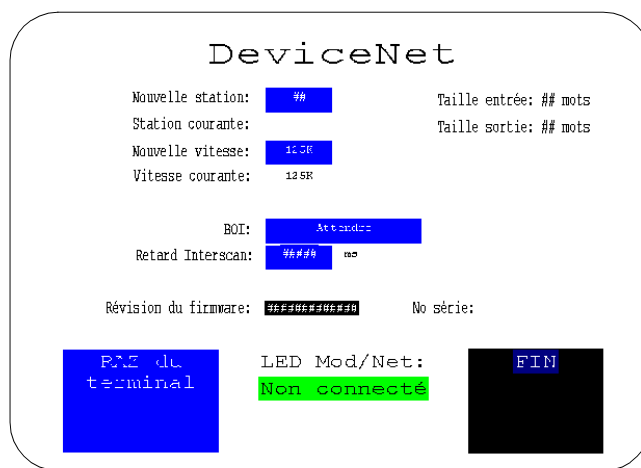 DeviceNet
Nouvelle station: ##
Taille entrée: ## mots
Station courante:
Taille sortie: ## mots
Nouvelle vitesse: 125K
Vitesse courante: 125K
BOI: Attendre
Retard Interscan: ##### ms
Révision du firmware: #############
No série:
RAZ du
terminal
LED Mod/Net:
Non connecté
FIN